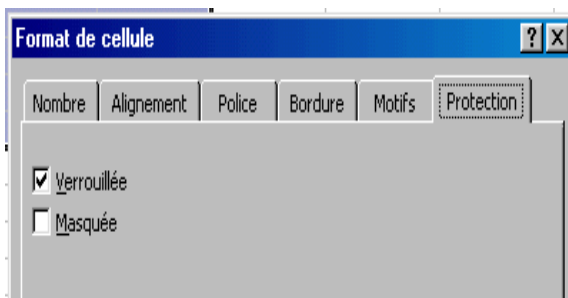 Format de cellule
Nombre Alignement Police Bordure Motifs Protection
Verrouillée
Masquée